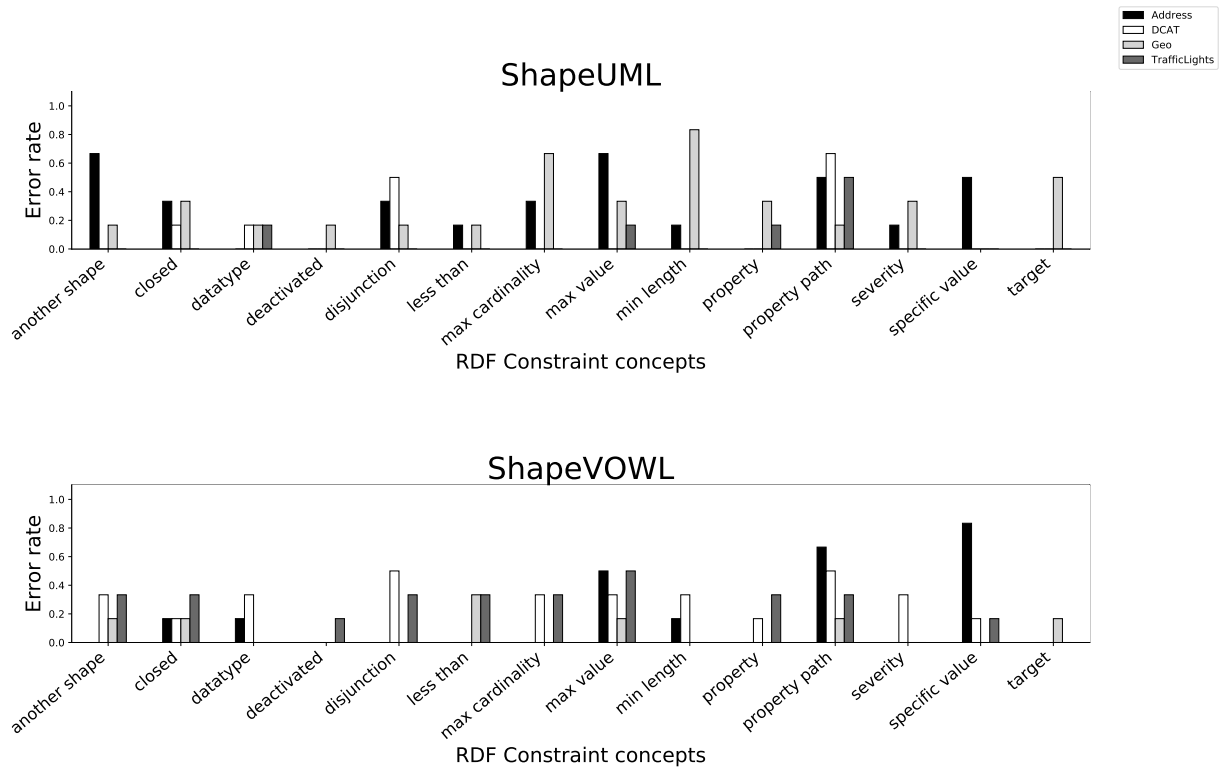 Address
DCAT
Geo
TrafficLights
ShapeUML
Error rate
1.0
0.8
0.6
0.4
0.2
0.0
another shape
closed
datatype
deactivated
disjunction
less than
max cardinality
max value
min length
property
property path
severity
specific value
target
RDF Constraint concepts
ShapeVOWL
Error rate
1.0
0.8
0.6
0.4
0.2
0.0
another shape
closed
datatype
deactivated
disjunction
less than
max cardinality
max value
min length
property
property path
severity
specific value
target
RDF Constraint concepts